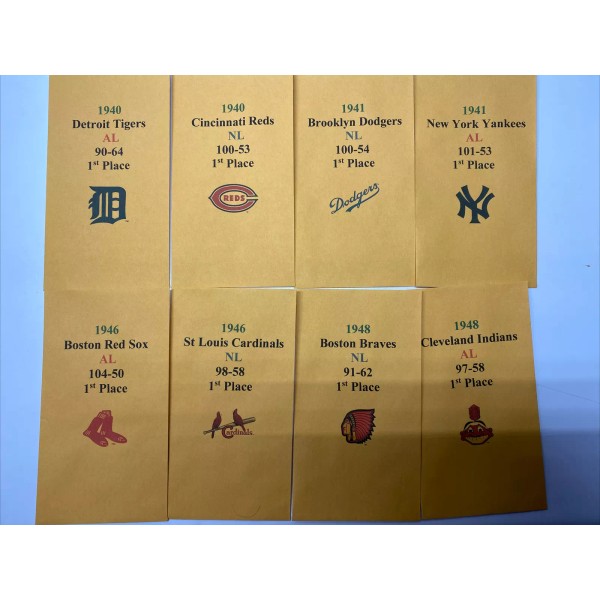 1940
Detroit Tigers
AL
90-64
1st Place
D
1940
Cincinnati Reds
NL
100-53
1st Place
REDS
1941
Brooklyn Dodgers
NL
100-54
1st Place
Dodgers
1941
New York Yankees
AL
101-53
1st Place
NY
1946
Boston Red Sox
AL
104-50
1st Place
1946
St Louis Cardinals
NL
98-58
1st Place
Cardinals
1948
Boston Braves
NL
91-62
1st Place
1948
Cleveland Indians
AL
97-58
1st Place